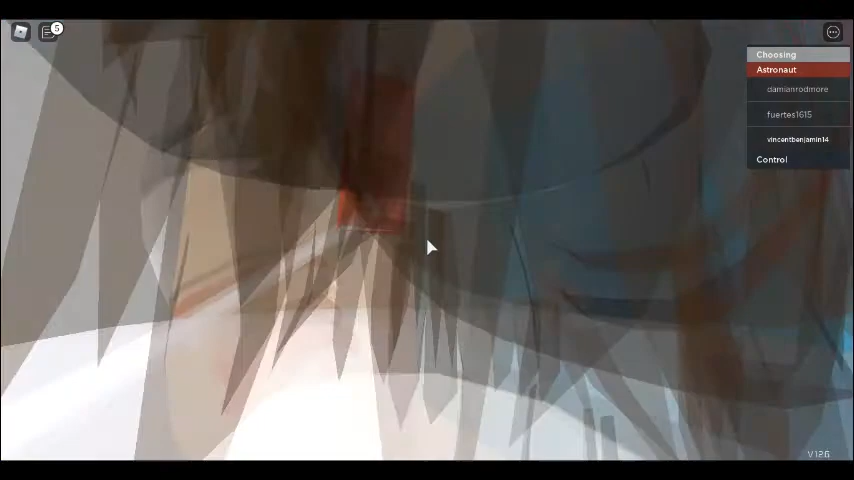 5
Choosing
Astronaut
damianrodmore
fuertes1615
vincentbenjamin14
Control
V126